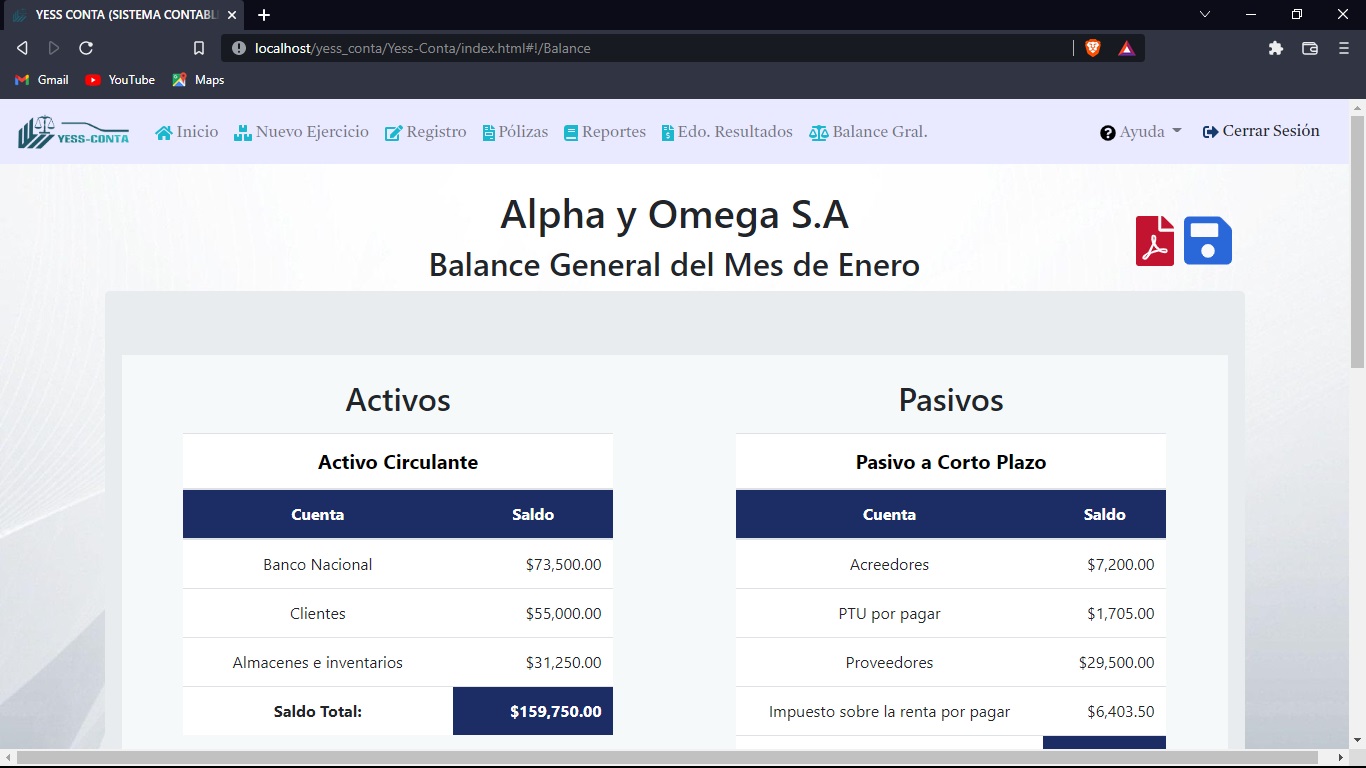 YESS CONTA (SISTEMA CONTABL
localhost/yess_conta/Yess-Conta/index.html#!/Balance
Gmail YouTube Maps
YESS-CONTA Inicio Nuevo Ejercicio Registro Pólizas Reportes Edo. Resultados Balance Gral. Ayuda Cerrar Sesión
Alpha y Omega S.A
Balance General del Mes de Enero
Activos
Activo Circulante
Cuenta Saldo
Banco Nacional $73,500.00
Clientes $55,000.00
Almacenes e inventarios $31,250.00
Saldo Total: $159,750.00
Pasivos
Pasivo a Corto Plazo
Cuenta Saldo
Acreedores $7,200.00
PTU por pagar $1,705.00
Proveedores $29,500.00
Impuesto sobre la renta por pagar $6,403.50